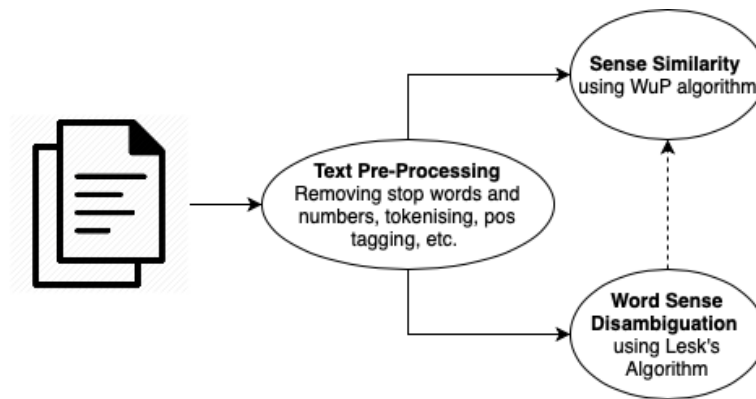 Sense Similarity
using WuP algorithm
Text Pre-Processing
Removing stop words and
numbers, tokenising, pos
tagging, etc.
Word Sense
Disambiguation
using Lesk's
Algorithm